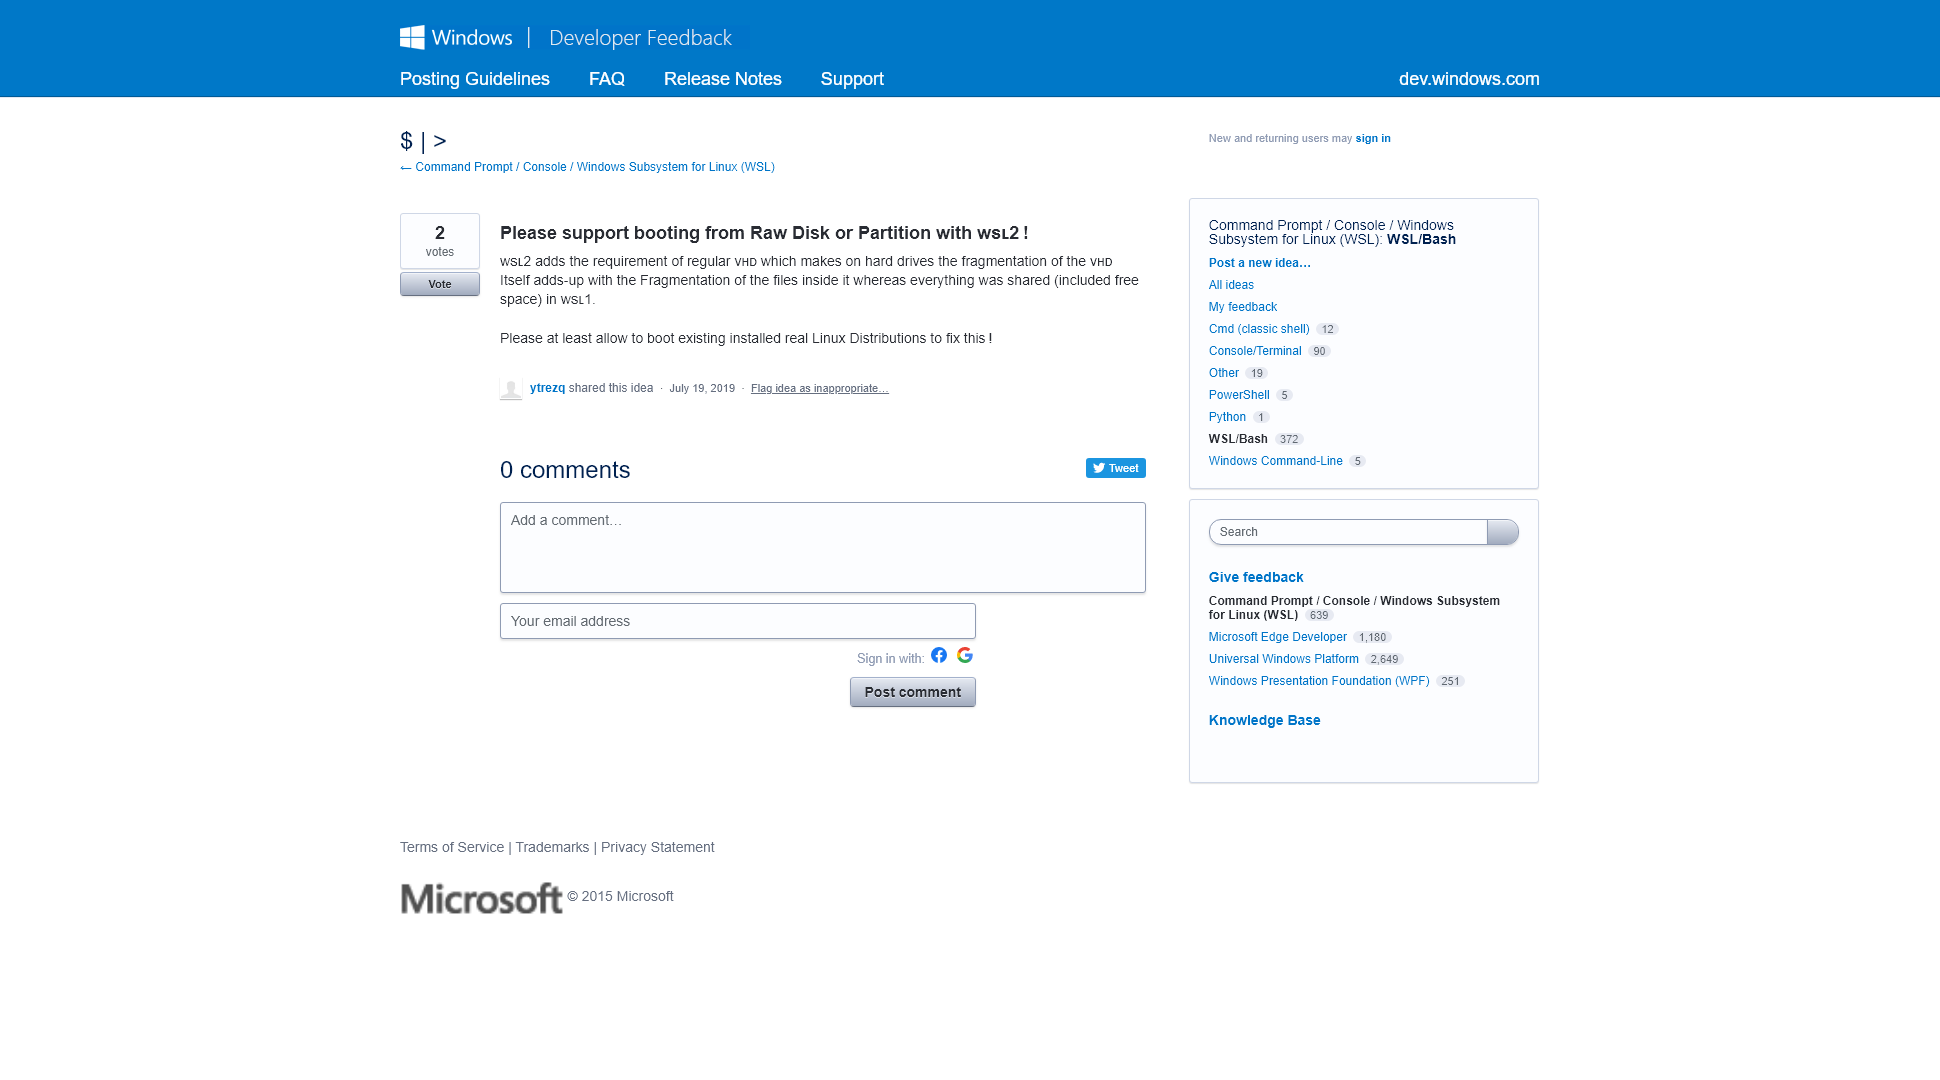 Windows | Developer Feedback
Posting Guidelines FAQ Release Notes Support dev.windows.com
$ | >
← Command Prompt / Console / Windows Subsystem for Linux (WSL)
2
votes
Vote
Please support booting from Raw Disk or Partition with ᴡꜱʟ2 !
ᴡꜱʟ2 adds the requirement of regular ᴠʜᴅ which makes on hard drives the fragmentation of the ᴠʜᴅ
Itself adds-up with the Fragmentation of the files inside it whereas everything was shared (included free
space) in ᴡꜱʟ1.
Please at least allow to boot existing installed real Linux Distributions to fix this !
ytrezq shared this idea · July 19, 2019 · Flag idea as inappropriate…
0 comments
Tweet
Add a comment…
Your email address
Sign in with:
Post comment
New and returning users may sign in
Command Prompt / Console / Windows
Subsystem for Linux (WSL): WSL/Bash
Post a new idea…
All ideas
My feedback
Cmd (classic shell) 12
Console/Terminal 90
Other 19
PowerShell 5
Python 1
WSL/Bash 372
Windows Command-Line 5
Search
Give feedback
Command Prompt / Console / Windows Subsystem
for Linux (WSL) 639
Microsoft Edge Developer 1,180
Universal Windows Platform 2,649
Windows Presentation Foundation (WPF) 251
Knowledge Base
Terms of Service | Trademarks | Privacy Statement
Microsoft © 2015 Microsoft